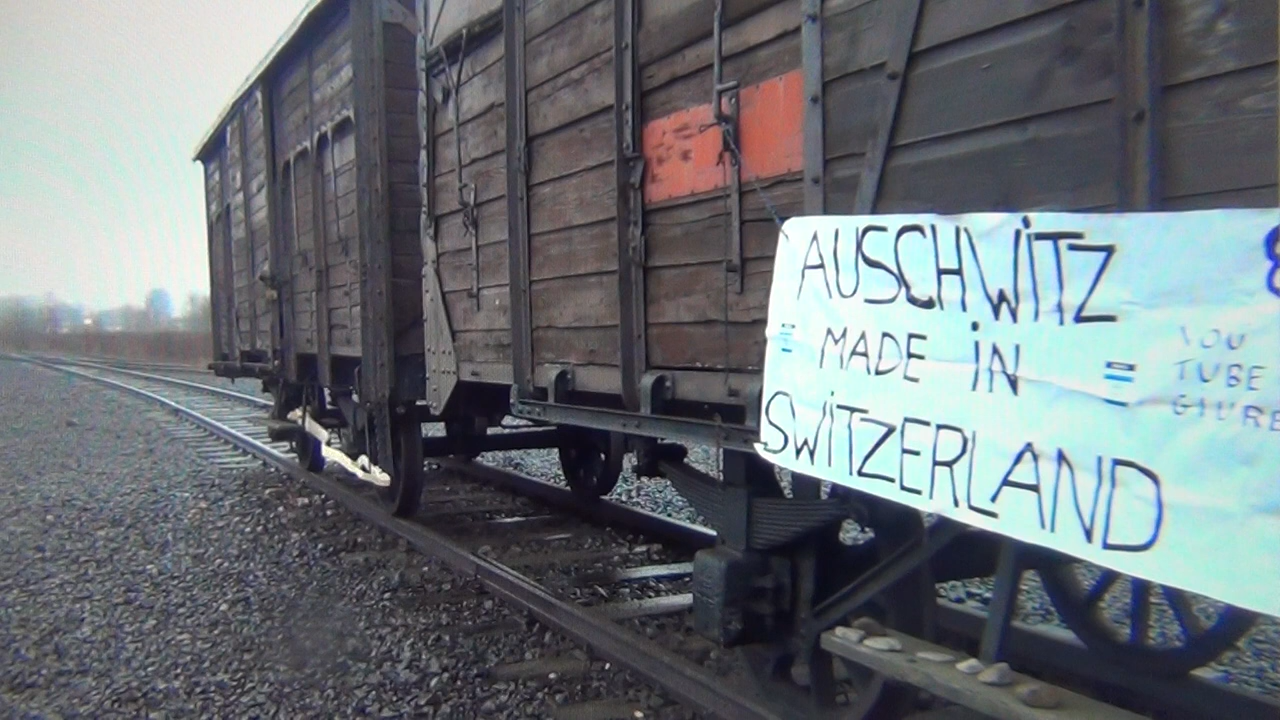 AUSCHWITZ
= MADE IN =
SWITZERLAND
YOU
TUBE